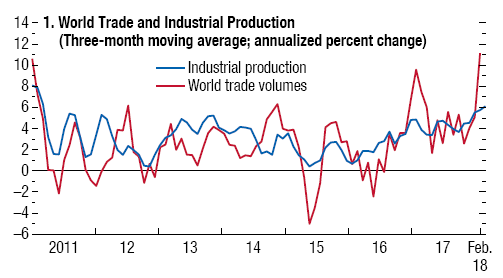 1. World Trade and Industrial Production
(Three-month moving average; annualized percent change)
Industrial production
World trade volumes
14
12
10
8
6
4
2
0
–2
–4
–6
2011 12 13 14 15 16 17 Feb.
18